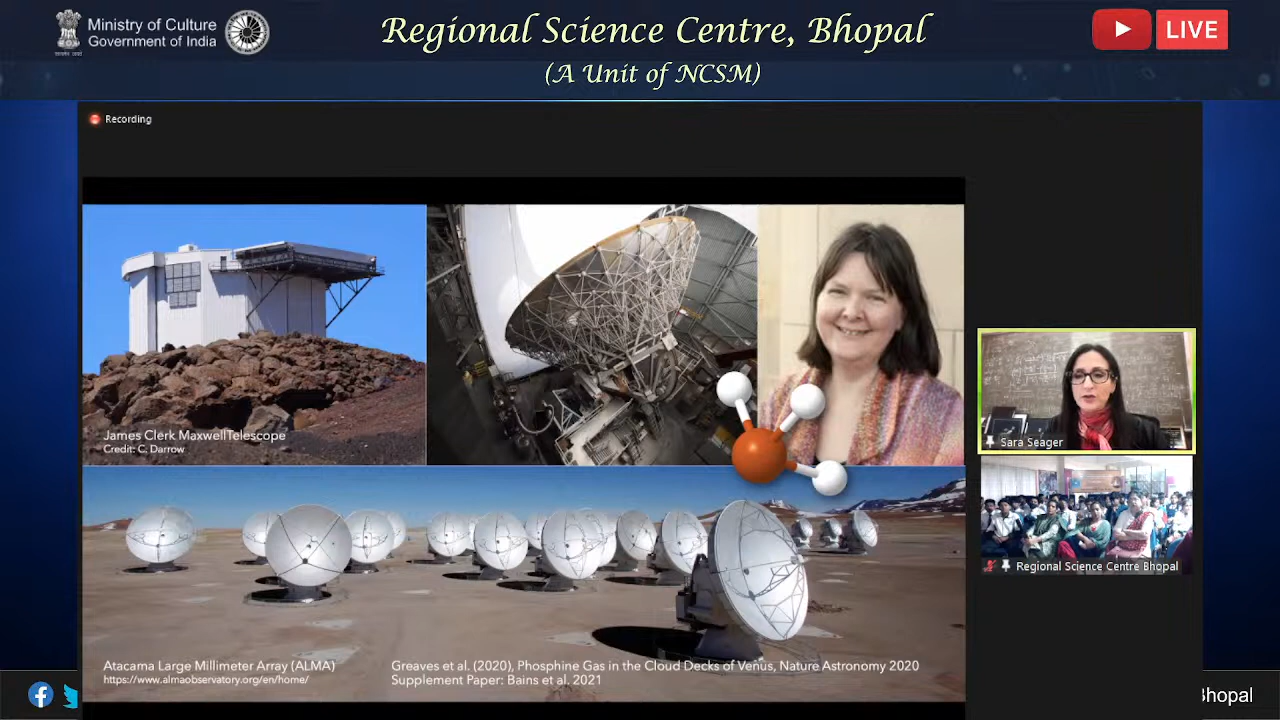 Ministry of Culture
Government of India
Regional Science Centre, Bhopal
(A Unit of NCSM)
LIVE
Recording
James Clerk MaxwellTelescope
Credit: C. Darrow
Sara Seager
Regional Science Centre Bhopal
Atacama Large Millimeter Array (ALMA)
https://www.almaobservatory.org/en/home/
Greaves et al. (2020), Phosphine Gas in the Cloud Decks of Venus, Nature Astronomy 2020
Supplement Paper: Bains et al. 2021
Bhopal